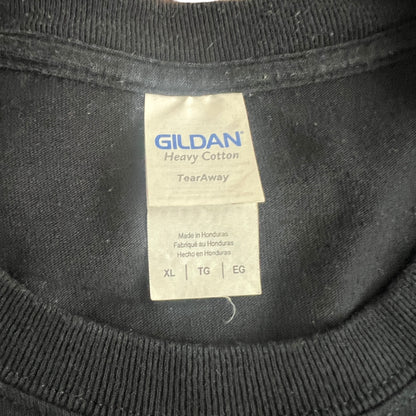 GILDAN®
Heavy Cotton
TearAway
Made in Honduras
Fabriqué au Honduras
Hecho en Honduras
XL | TG | EG